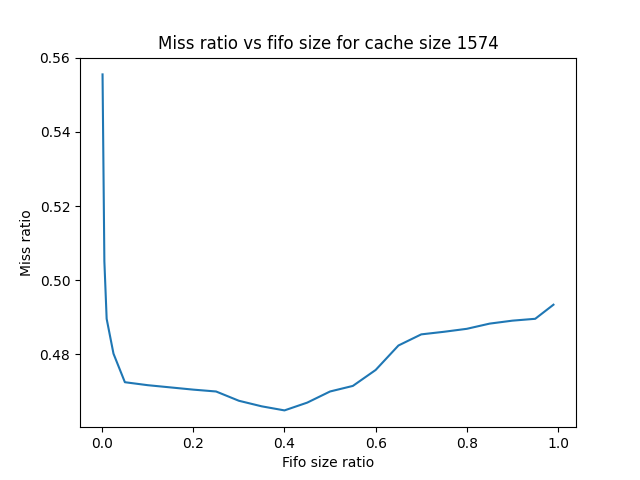 Miss ratio vs fifo size for cache size 1574
0.56
0.54
0.52
0.50
0.48
Miss ratio
0.0 0.2 0.4 0.6 0.8 1.0
Fifo size ratio